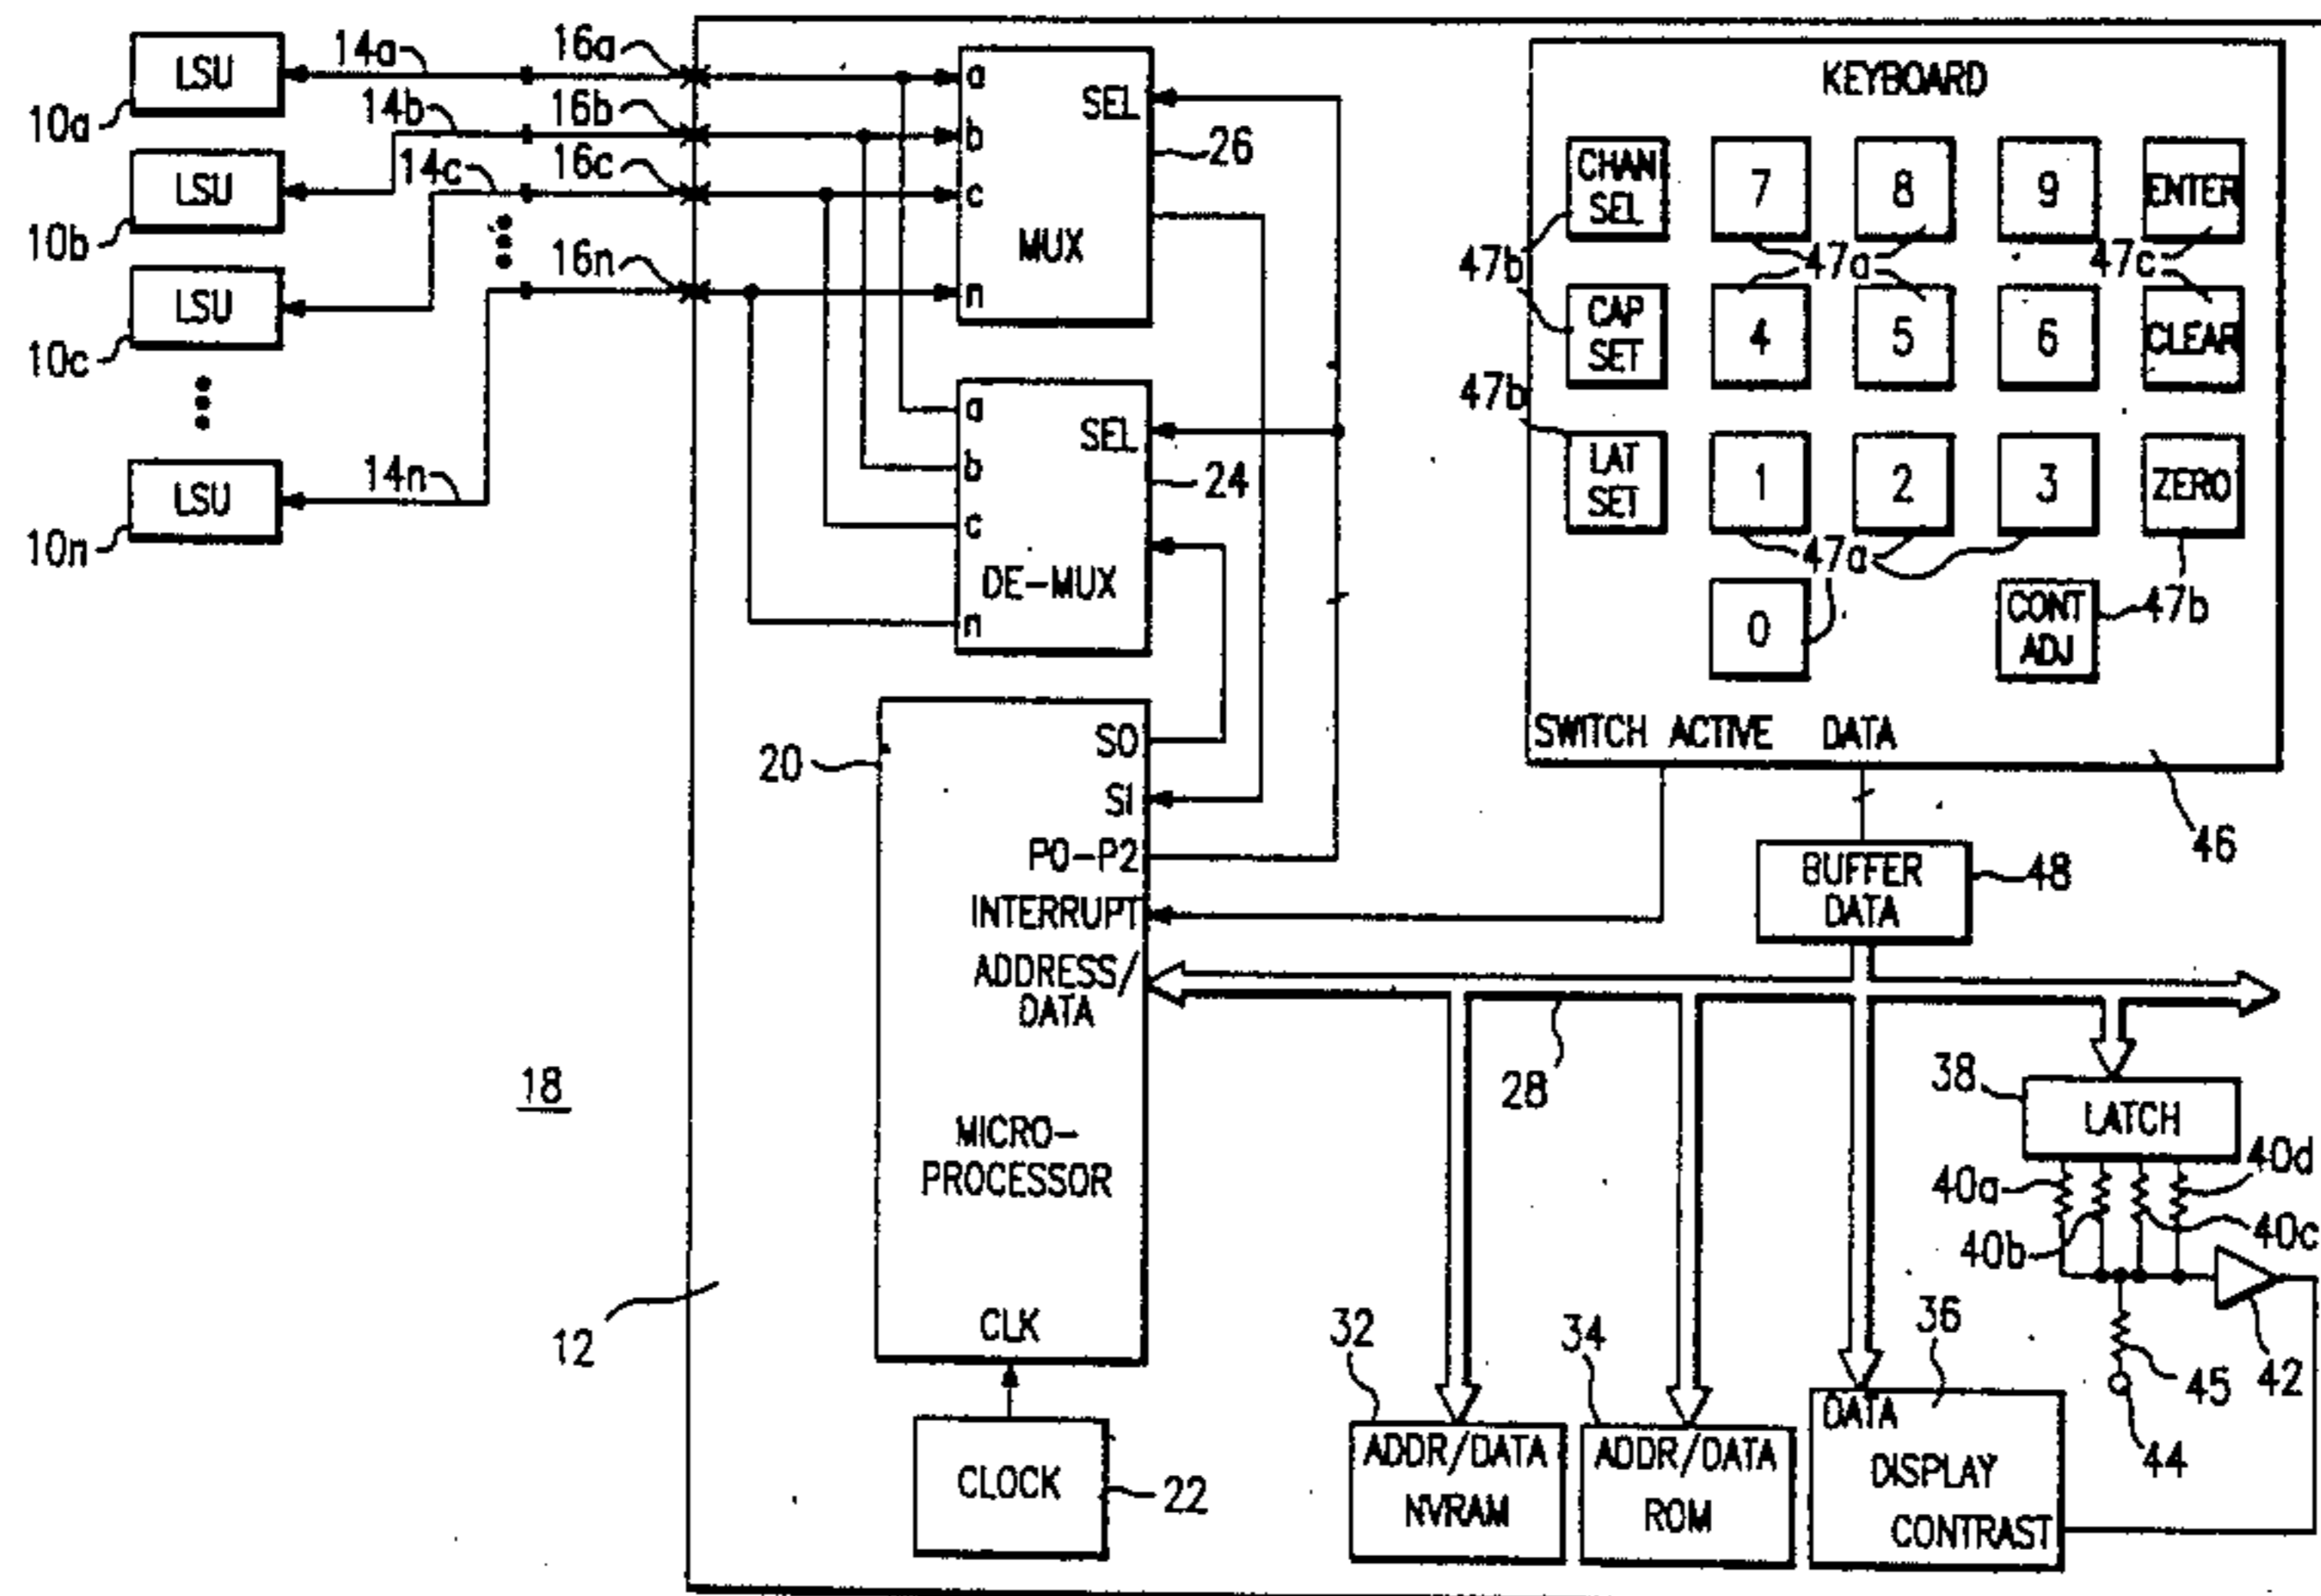 LSU
10a
14a
16a
LSU
10b
14b
16b
LSU
10c
14c
16c
LSU
10n
14n
16n
a
b
c
n
SEL
MUX
26
a
b
c
n
SEL
DE-MUX
24
20
SO
SI
PO-P2
INTERRUPT
ADDRESS/
DATA
MICRO-
PROCESSOR
CLK
CLOCK
22
18
12
KEYBOARD
CHAN
SEL
7
8
9
ENTER
47b
47a
47c
CAP
SET
4
5
6
CLEAR
47b
LAT
SET
1
2
3
ZERO
47a
0
CONT
ADJ
47b
SWITCH ACTIVE DATA
46
BUFFER
DATA
48
28
38
LATCH
40a
40b
40d
40c
42
45
44
32
ADDR/DATA
NVRAM
34
ADDR/DATA
ROM
36
DATA
DISPLAY
CONTRAST